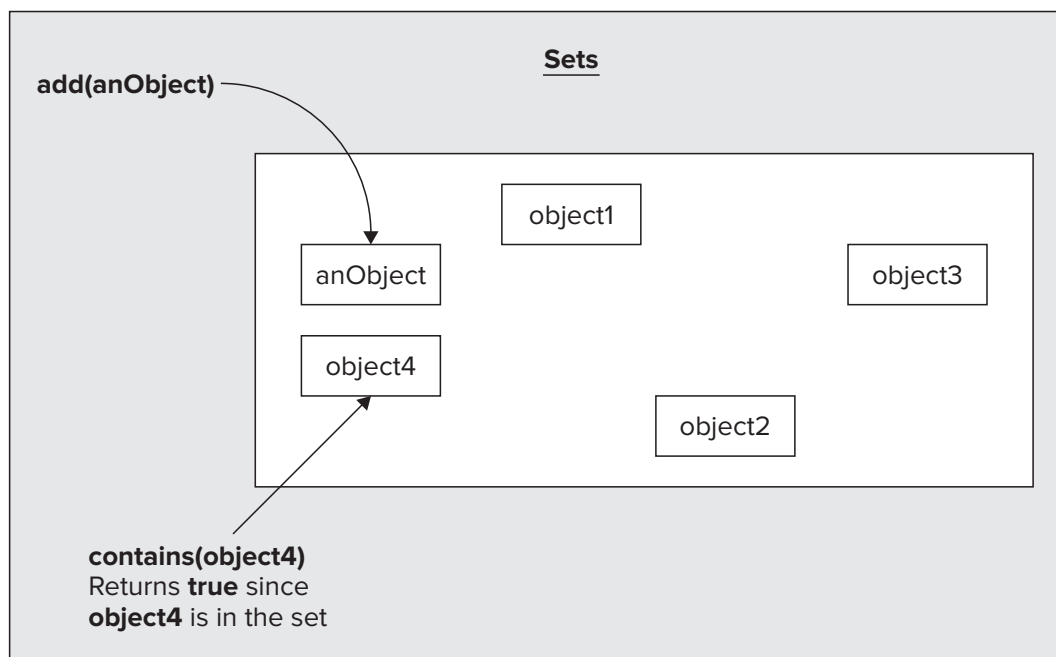 Sets
add(anObject)
object1
anObject
object3
object4
object2
contains(object4)
Returns true since
object4 is in the set